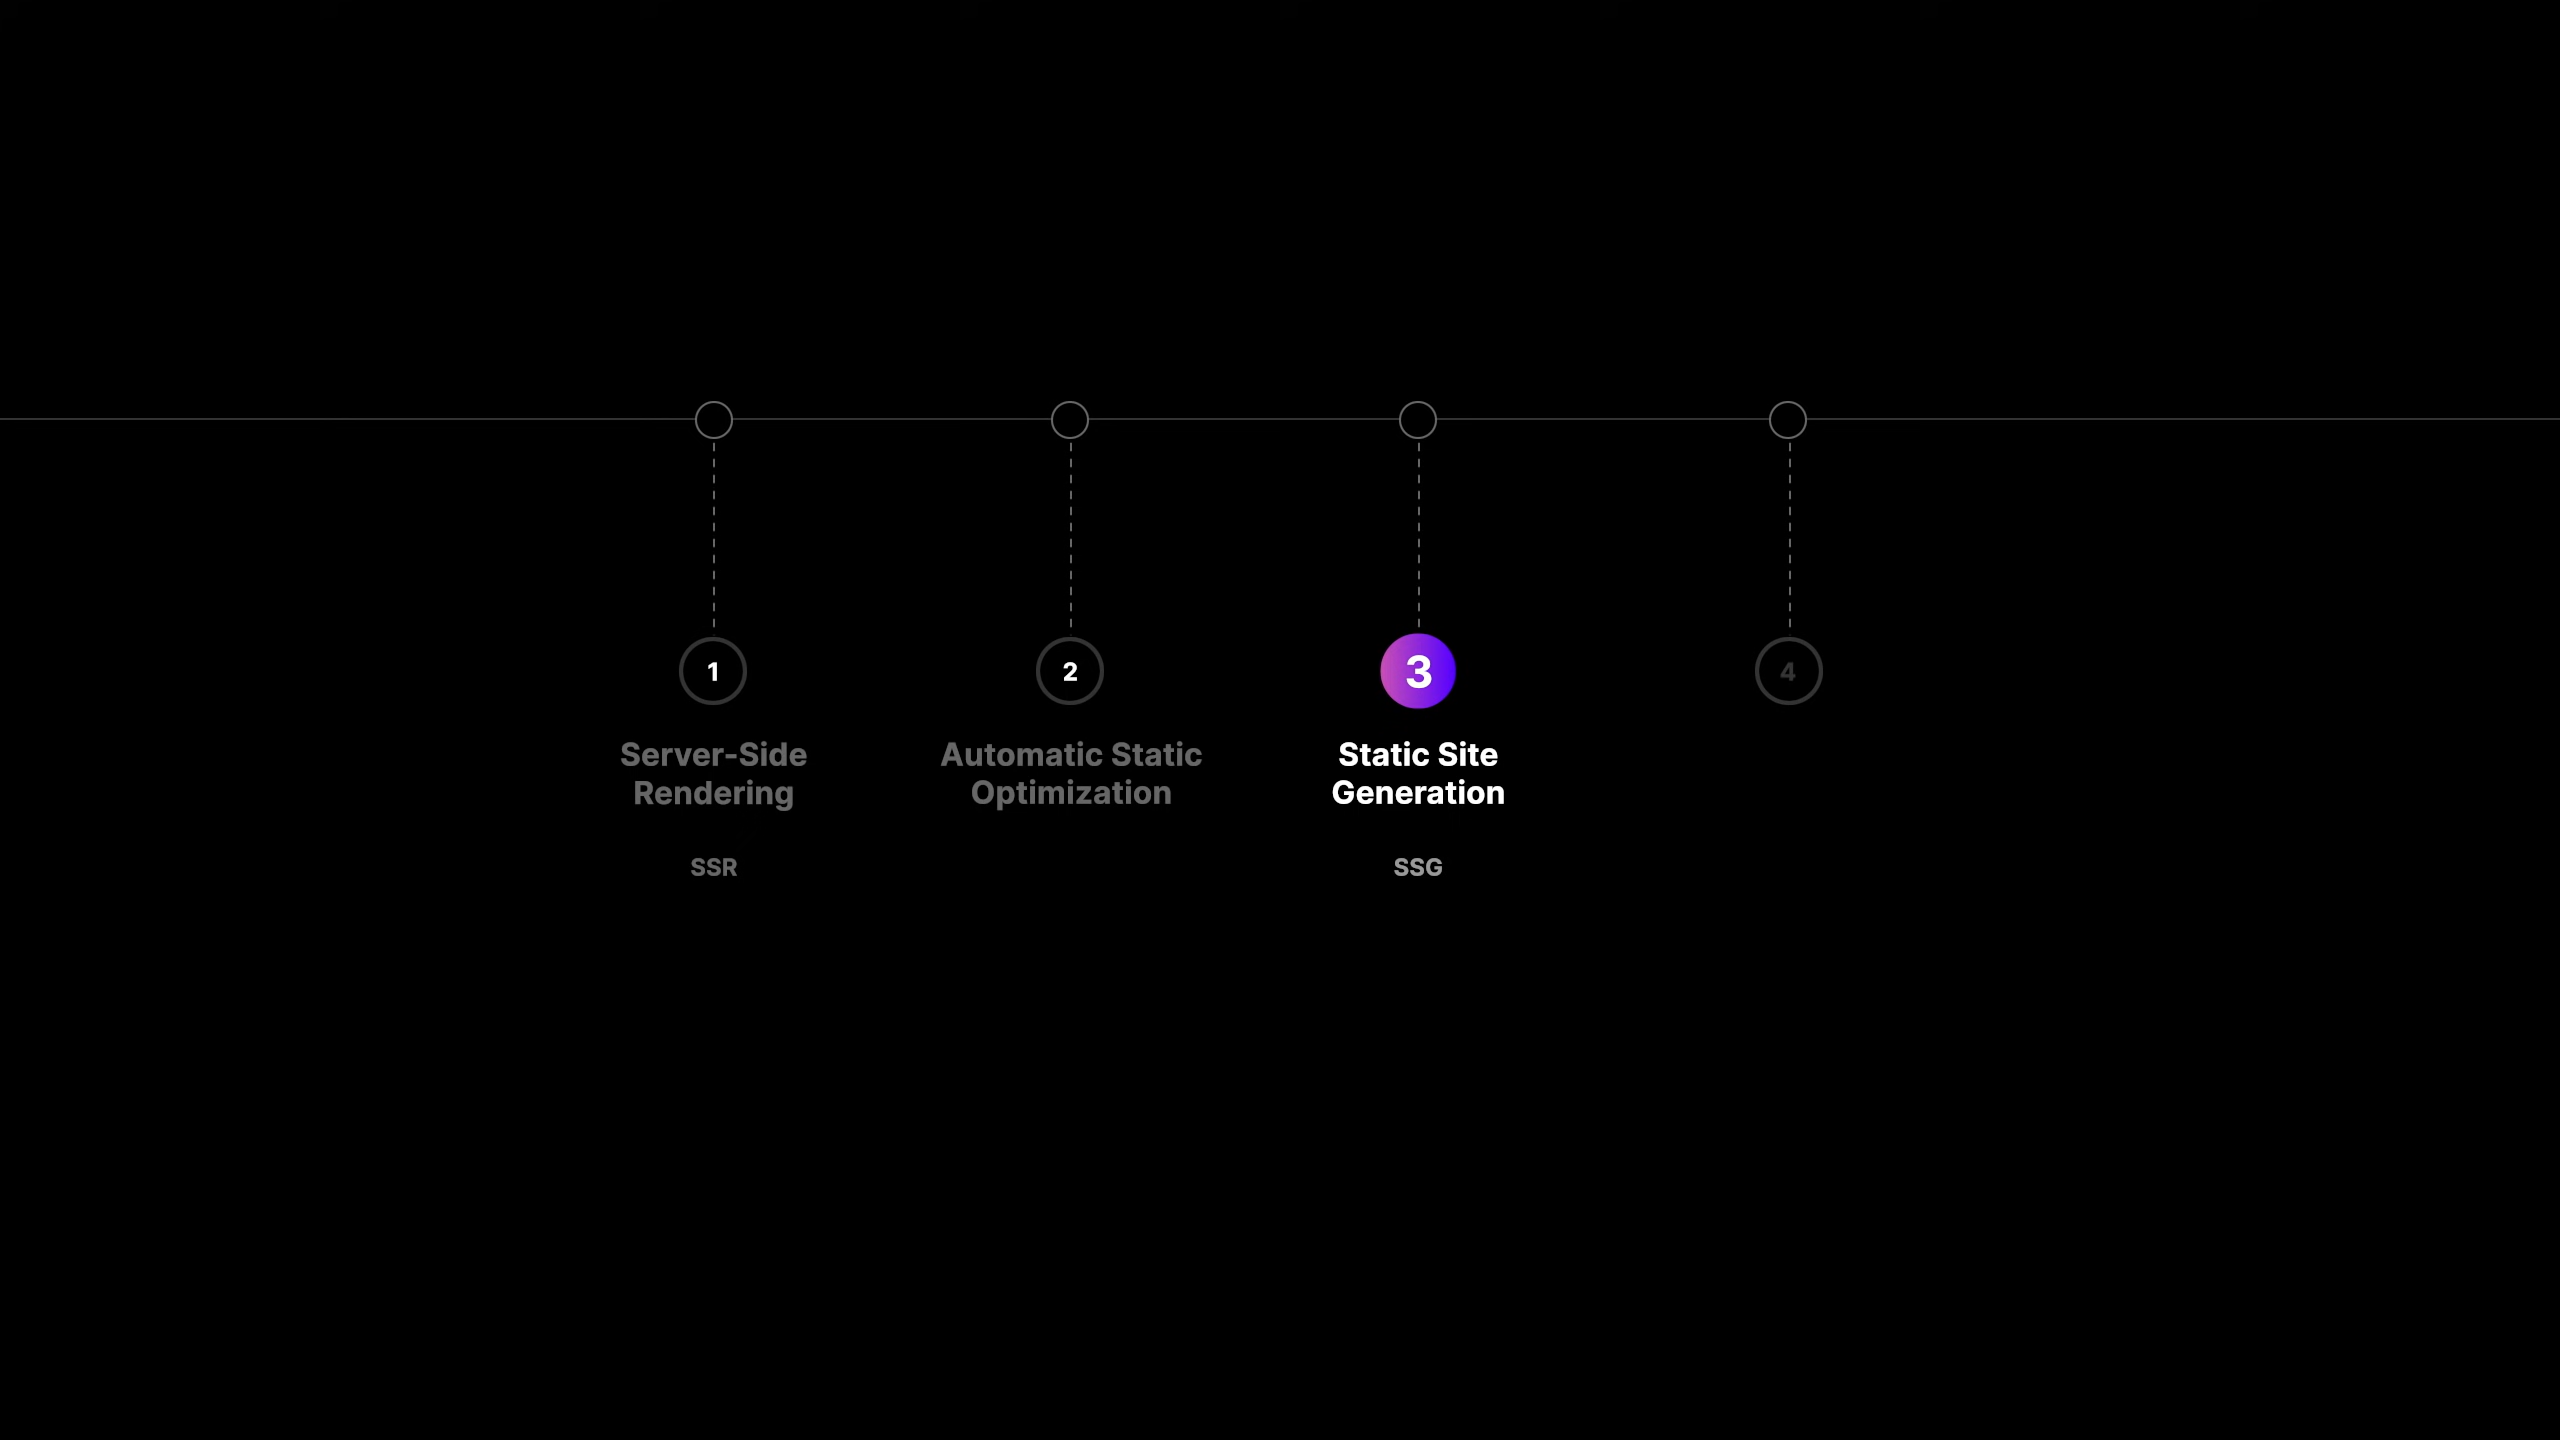 1
Server-Side
Rendering
SSR
2
Automatic Static
Optimization
3
Static Site
Generation
SSG
4